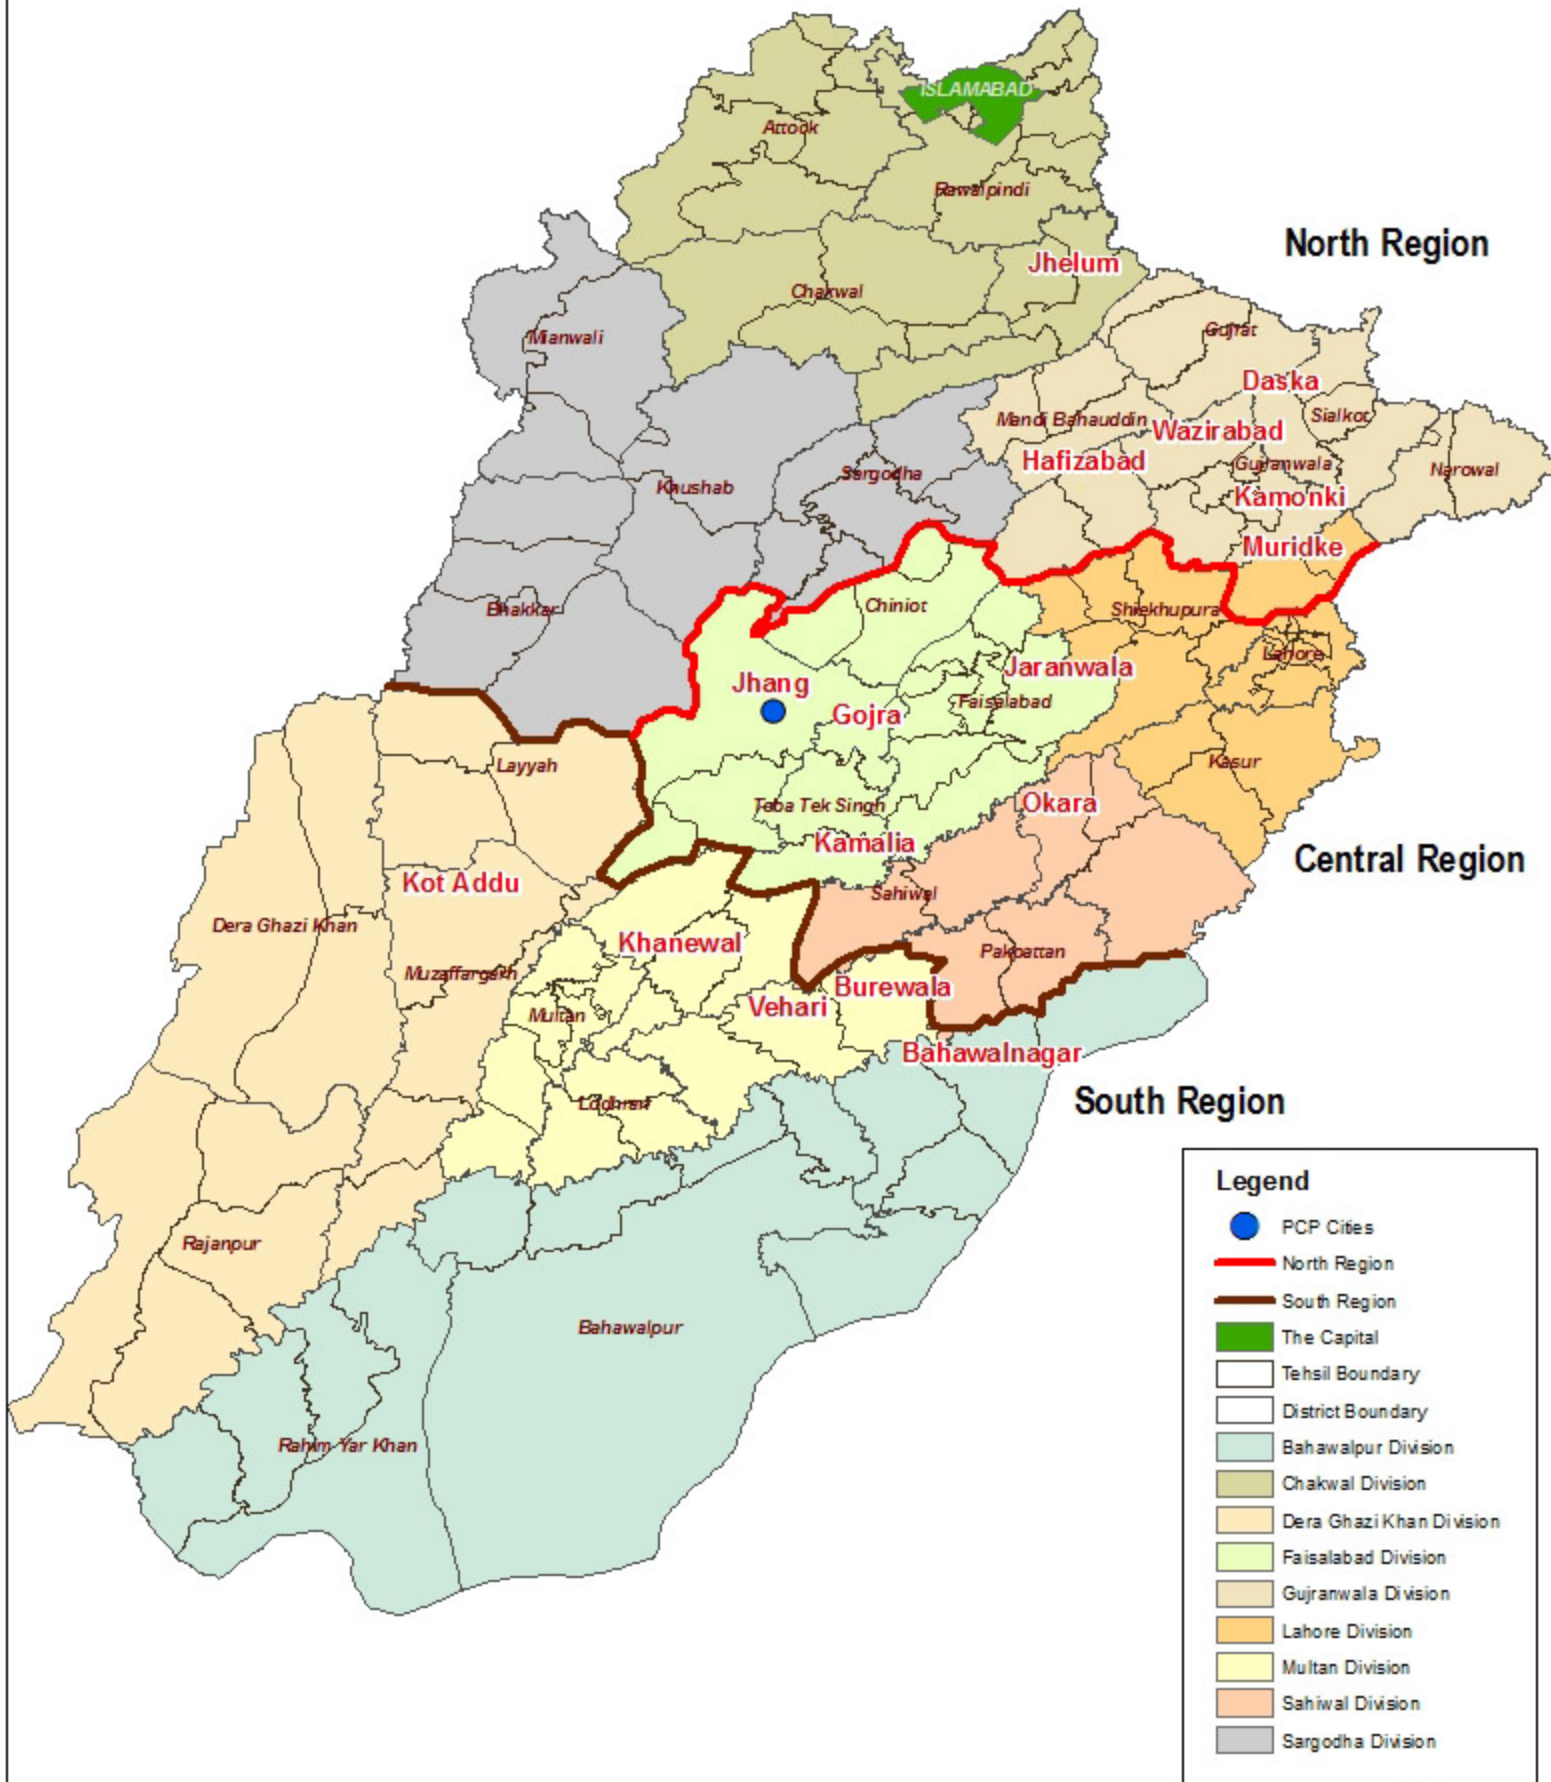 ISLAMABAD
Attock
Rawalpindi
North Region
Jhelum
Chakwal
Mianwali
Gujrat
Daska
Mandi Bahauddin
Sialkot
Wazirabad
Hafizabad
Gujranwala
Narowal
Sargodha
Khushab
Kamonki
Muridke
Bhakkar
Chiniot
Shiekhupura
Lahore
Jaranwala
Jhang
Faisalabad
Gojra
Layyah
Kasur
Toba Tek Singh
Okara
Kamalia
Central Region
Kot Addu
Sahiwal
Dera Ghazi Khan
Khanewal
Pakpattan
Muzaffargarh
Burewala
Vehari
Multan
Bahawalnagar
South Region
Lodhran
Rajanpur
Bahawalpur
Rahim Yar Khan
Legend
PCP Cities
North Region
South Region
The Capital
Tehsil Boundary
District Boundary
Bahawalpur Division
Chakwal Division
Dera Ghazi Khan Division
Faisalabad Division
Gujranwala Division
Lahore Division
Multan Division
Sahiwal Division
Sargodha Division